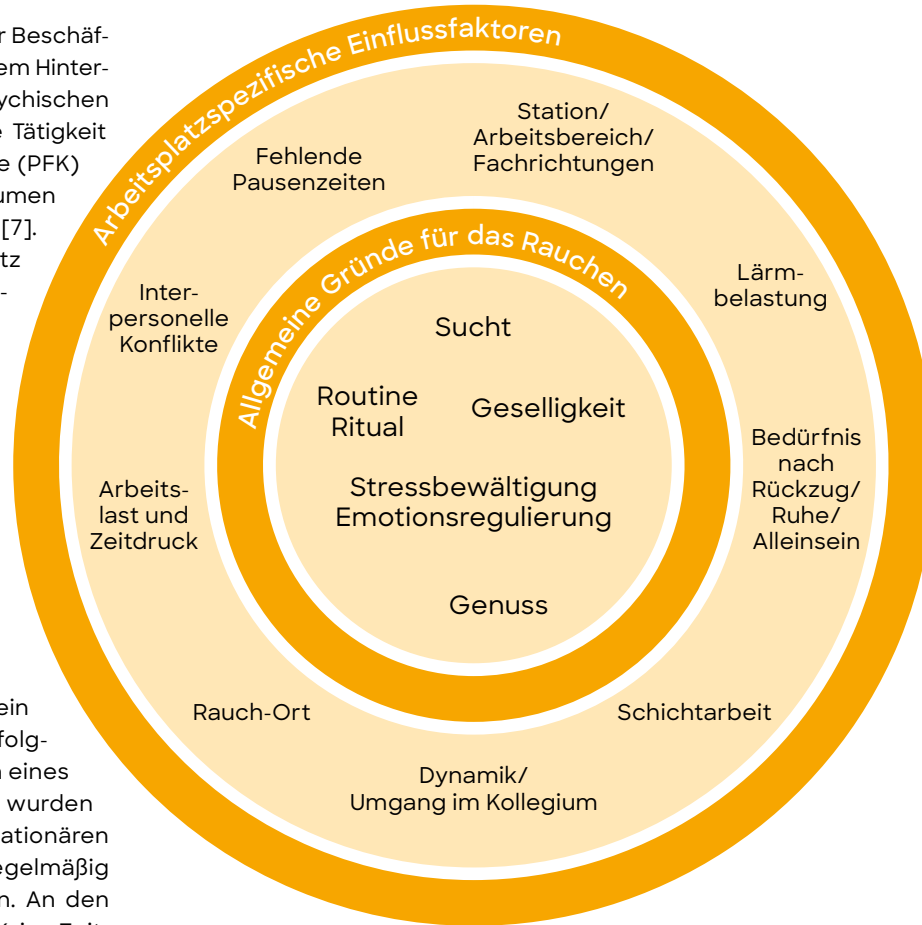 r Beschäf-
em Hinter-
ychischen
e Tätigkeit
e (PFK)
umen
[7].
tz
-
ein
folg-
eines
wurden
ationären
egelmäßig
n. An den
Arbeitsplatzspezifische Einflussfaktoren
Station/
Arbeitsbereich/
Fachrichtungen
Fehlende
Pausenzeiten
Lärm-
belastung
Inter-
personelle
Konflikte
Bedürfnis
nach
Rückzug/
Ruhe/
Alleinsein
Arbeits-
last und
Zeitdruck
Rauch-Ort
Schichtarbeit
Dynamik/
Umgang im Kollegium
Allgemeine Gründe für das Rauchen
Sucht
Routine
Ritual
Geselligkeit
Stressbewältigung
Emotionsregulierung
Genuss